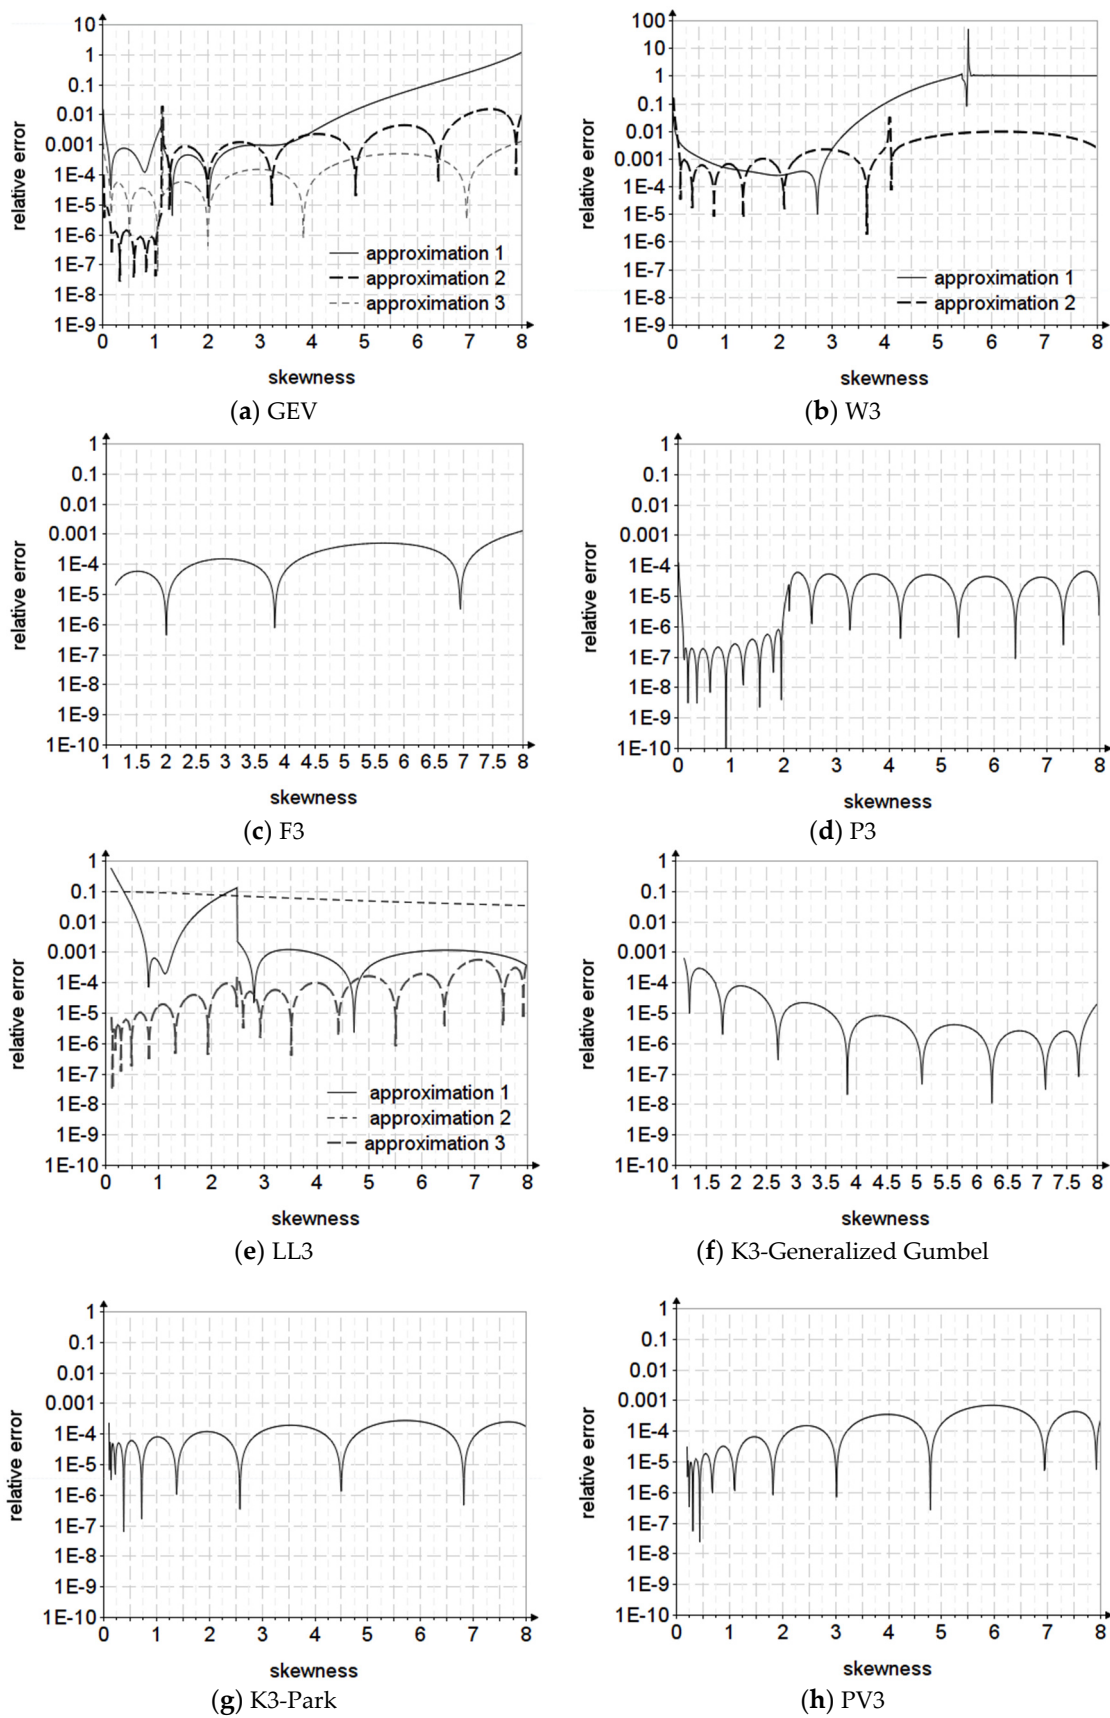 10
1
0.1
0.01
0.001
1E-4
1E-5
1E-6
1E-7
1E-8
1E-9
0 1 2 3 4 5 6 7 8
relative error
skewness
approximation 1
approximation 2
approximation 3
(a) GEV
100
10
1
0.1
0.01
0.001
1E-4
1E-5
1E-6
1E-7
1E-8
1E-9
0 1 2 3 4 5 6 7 8
relative error
skewness
approximation 1
approximation 2
(b) W3
1
0.1
0.01
0.001
1E-4
1E-5
1E-6
1E-7
1E-8
1E-9
1E-10
1 1.5 2 2.5 3 3.5 4 4.5 5 5.5 6 6.5 7 7.5 8
relative error
skewness
(c) F3
1
0.1
0.01
0.001
1E-4
1E-5
1E-6
1E-7
1E-8
1E-9
1E-10
0 1 2 3 4 5 6 7 8
relative error
skewness
(d) P3
1
0.1
0.01
0.001
1E-4
1E-5
1E-6
1E-7
1E-8
1E-9
1E-10
0 1 2 3 4 5 6 7 8
relative error
skewness
approximation 1
approximation 2
approximation 3
(e) LL3
1
0.1
0.01
0.001
1E-4
1E-5
1E-6
1E-7
1E-8
1E-9
1E-10
1 1.5 2 2.5 3 3.5 4 4.5 5 5.5 6 6.5 7 7.5 8
relative error
skewness
(f) K3-Generalized Gumbel
1
0.1
0.01
0.001
1E-4
1E-5
1E-6
1E-7
1E-8
1E-9
1E-10
0 1 2 3 4 5 6 7 8
relative error
skewness
(g) K3-Park
1
0.1
0.01
0.001
1E-4
1E-5
1E-6
1E-7
1E-8
1E-9
1E-10
0 1 2 3 4 5 6 7 8
relative error
skewness
(h) PV3